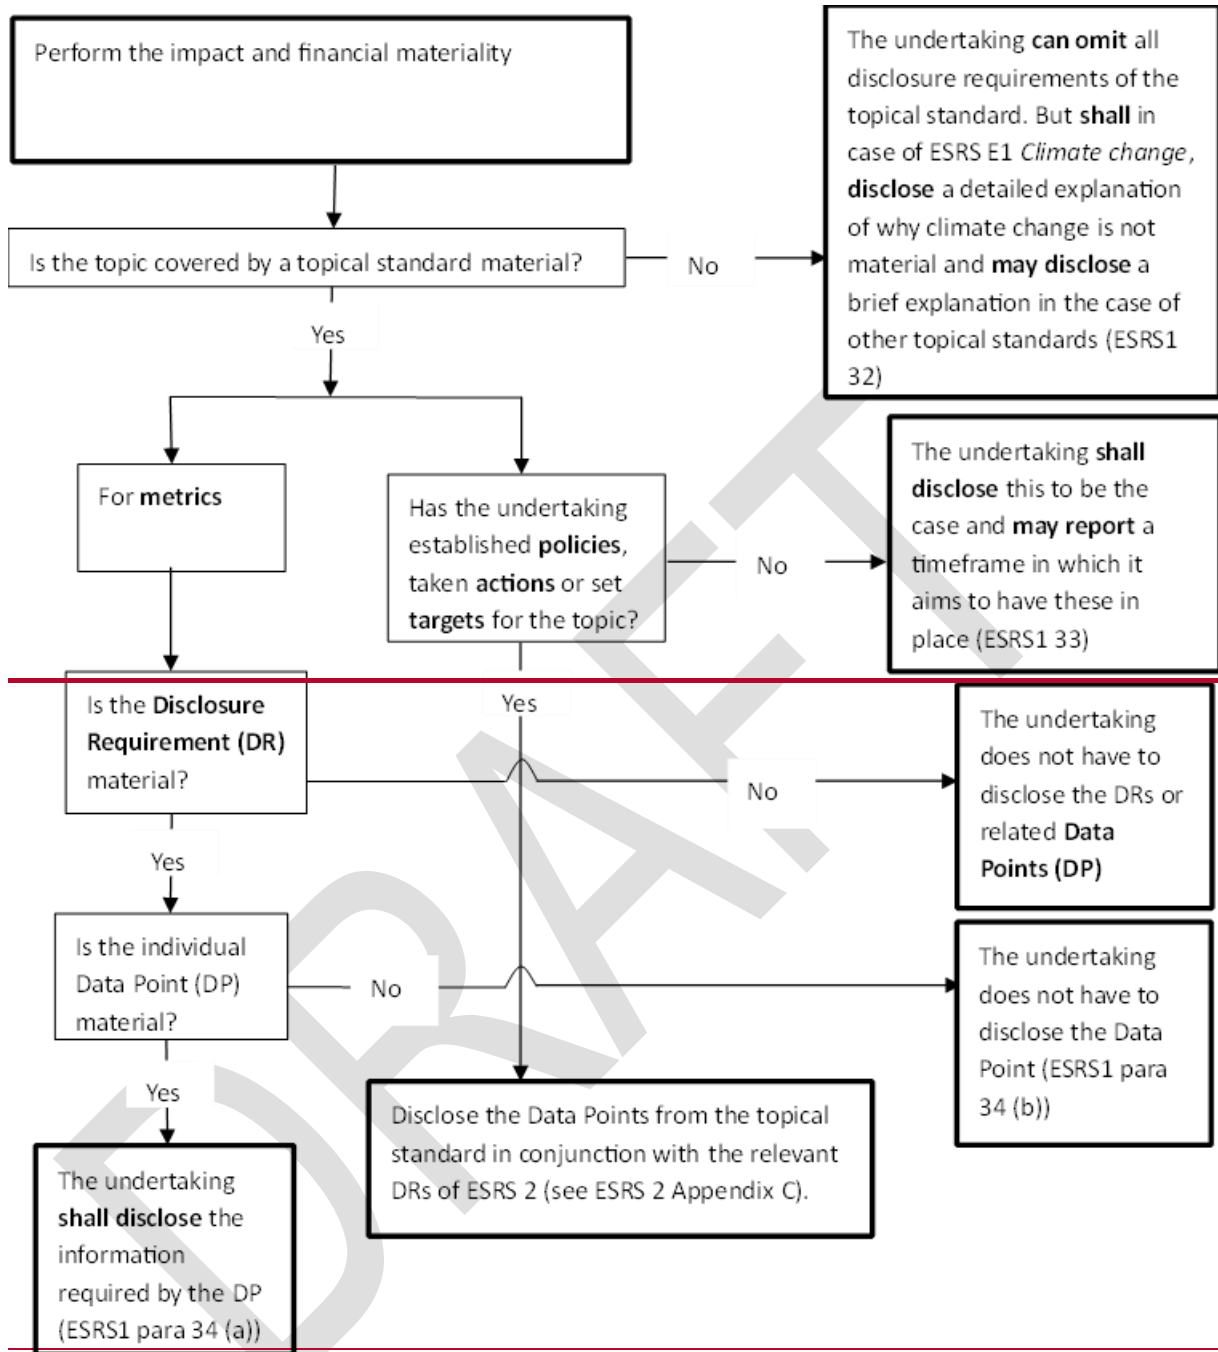 Perform the impact and financial materiality
The undertaking can omit all
disclosure requirements of the
topical standard. But shall in
case of ESRS E1 Climate change,
disclose a detailed explanation
of why climate change is not
material and may disclose a
brief explanation in the case of
other topical standards (ESRS1
32)
Is the topic covered by a topical standard material?
No
Yes
For metrics
Has the undertaking
established policies,
taken actions or set
targets for the topic?
No
The undertaking shall
disclose this to be the
case and may report a
timeframe in which it
aims to have these in
place (ESRS1 33)
Is the Disclosure
Requirement (DR)
material?
Yes
No
The undertaking
does not have to
disclose the DRs or
related Data
Points (DP)
Yes
Is the individual
Data Point (DP)
material?
No
The undertaking
does not have to
disclose the Data
Point (ESRS1 para
34 (b))
Yes
Disclose the Data Points from the topical
standard in conjunction with the relevant
DRs of ESRS 2 (see ESRS 2 Appendix C).
The undertaking
shall disclose the
information
required by the DP
(ESRS1 para 34 (a))
DRAFT